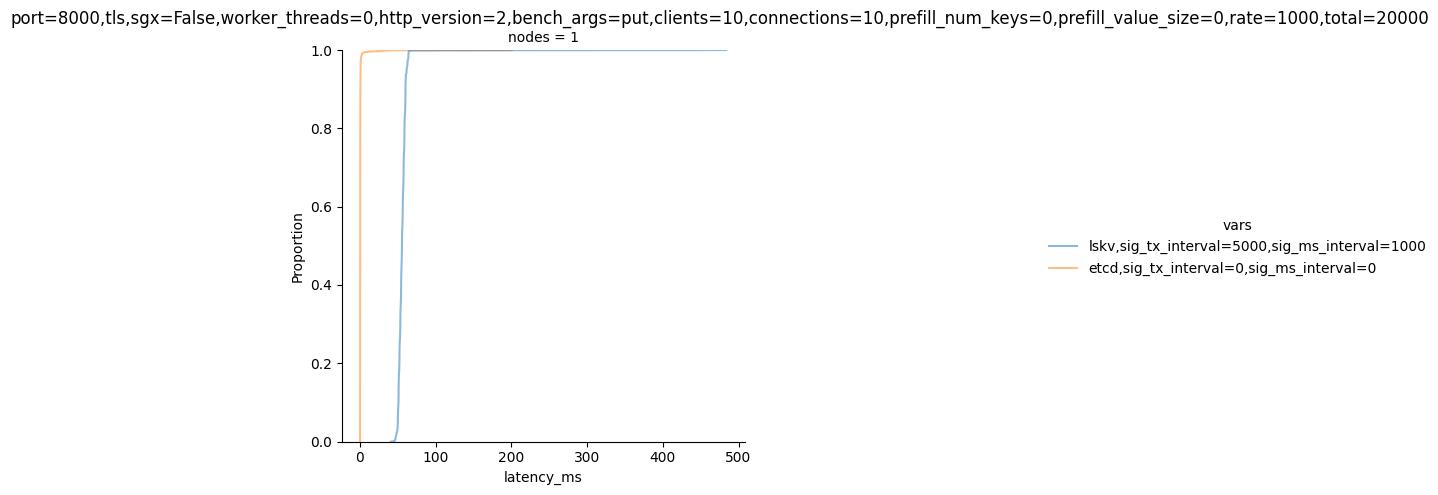 port=8000,tls,sgx=False,worker_threads=0,http_version=2,bench_args=put,clients=10,connections=10,prefill_num_keys=0,prefill_value_size=0,rate=1000,total=20000
nodes = 1
1.0
0.8
0.6
0.4
0.2
0.0
Proportion
0 100 200 300 400 500
latency_ms
vars
lskv,sig_tx_interval=5000,sig_ms_interval=1000
etcd,sig_tx_interval=0,sig_ms_interval=0